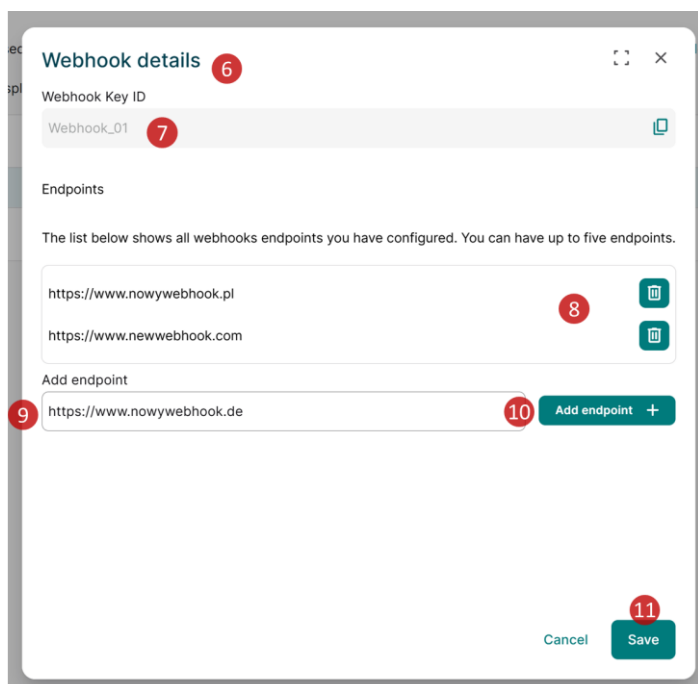 sec
Webhook details 6
spl
Webhook Key ID
Webhook_01 7
Endpoints
The list below shows all webhooks endpoints you have configured. You can have up to five endpoints.
https://www.nowywebhook.pl
8
https://www.newwebhook.com
Add endpoint
9 https://www.nowywebhook.de 10 Add endpoint +
11
Cancel Save